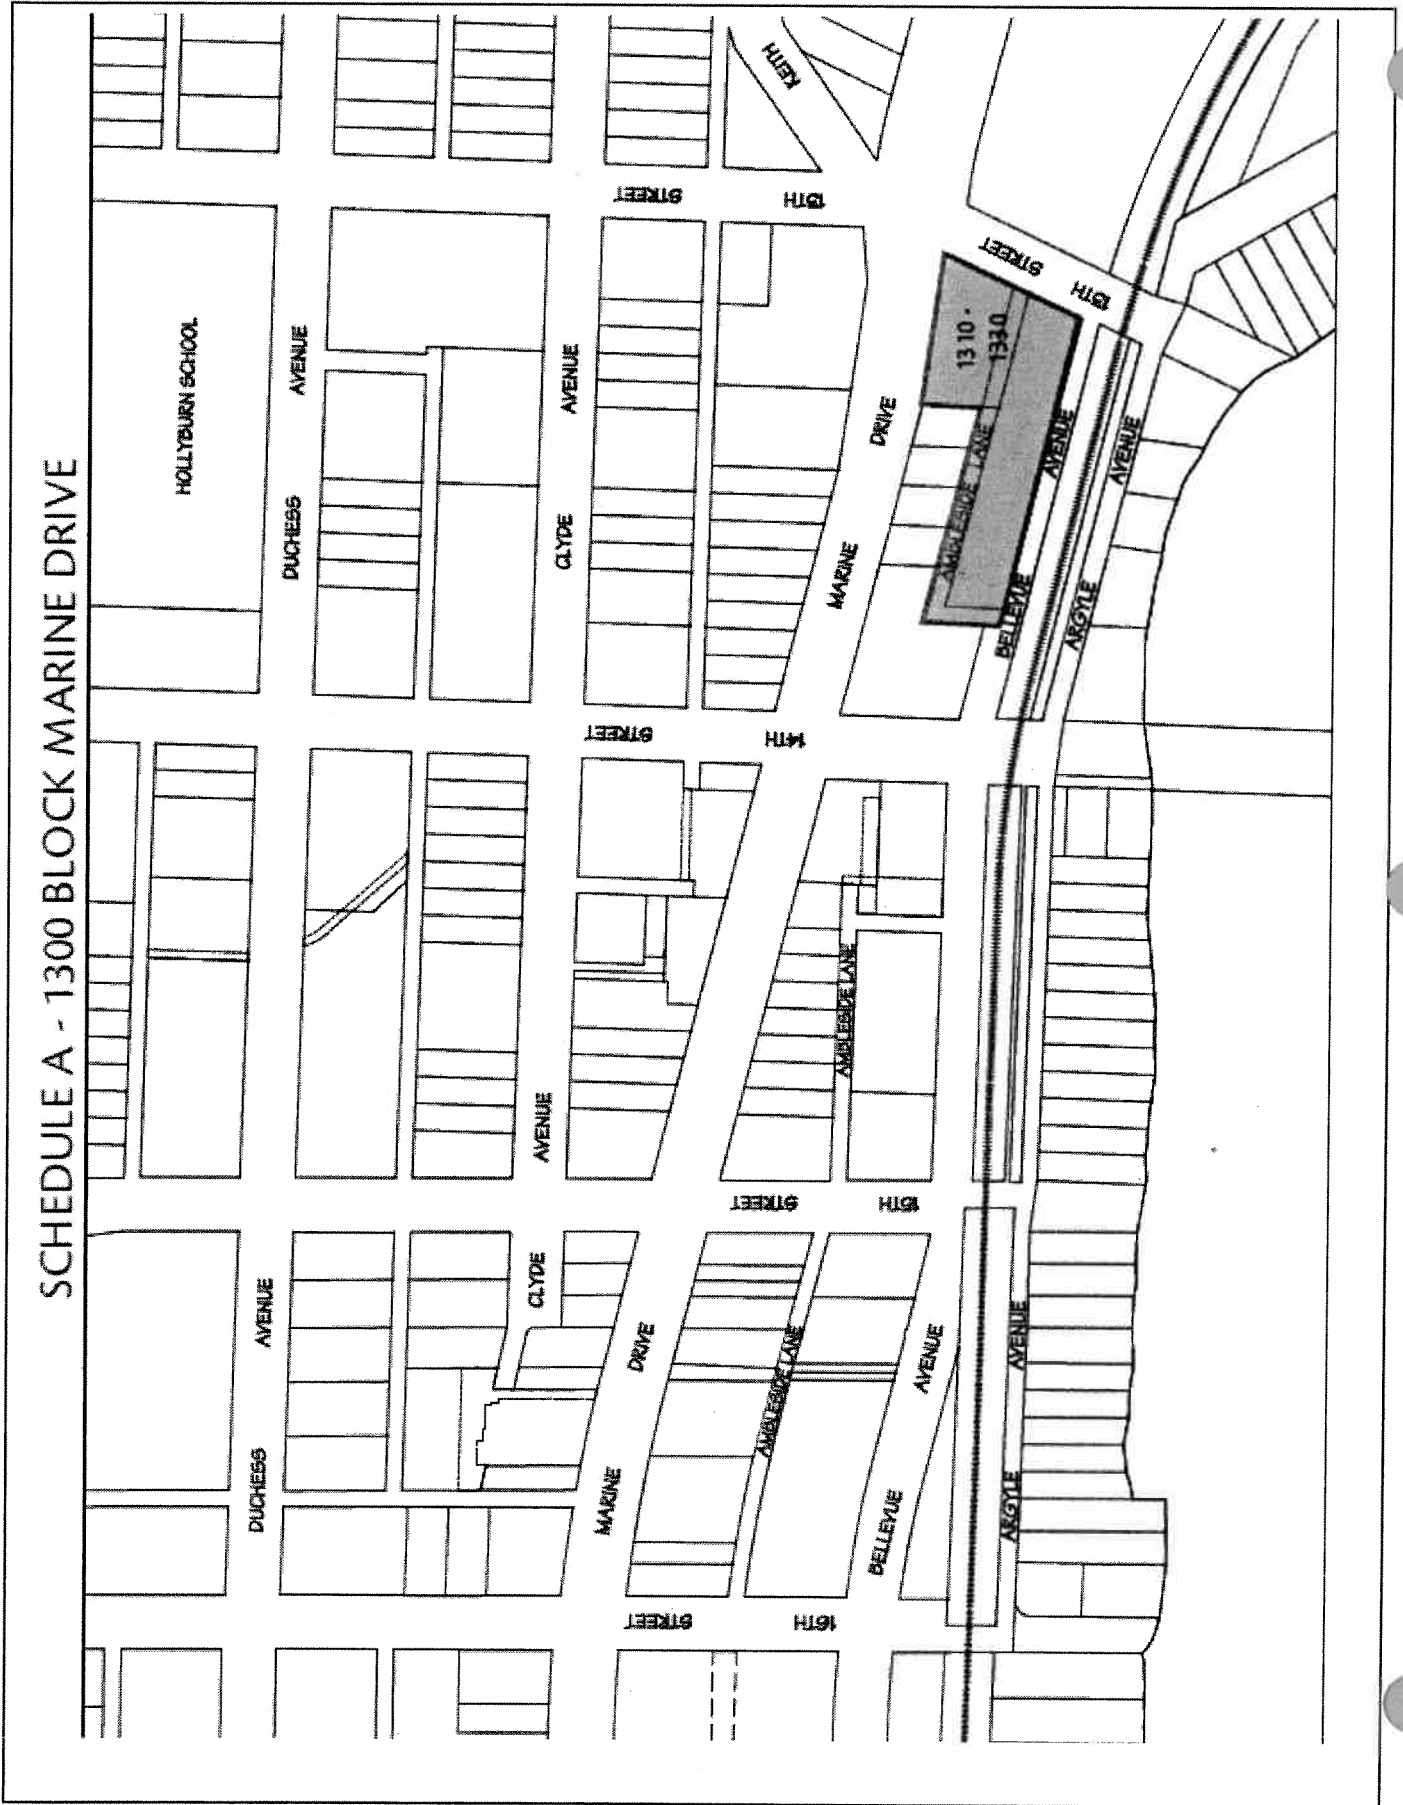 SCHEDULE A - 1300 BLOCK MARINE DRIVE
HOLLYBURN SCHOOL
DUCHESS AVENUE
DUCHESS AVENUE
CLYDE AVENUE
CLYDE AVENUE
KEITH
16TH STREET
15TH STREET
14TH STREET
13TH STREET
MARINE DRIVE
MARINE DRIVE
AMBLESIDE LANE
AMBLESIDE LANE
AMBLESIDE LANE
1310 -
1330
13TH STREET
BELLEVUE AVENUE
BELLEVUE AVENUE
ARGYLE AVENUE
ARGYLE AVENUE